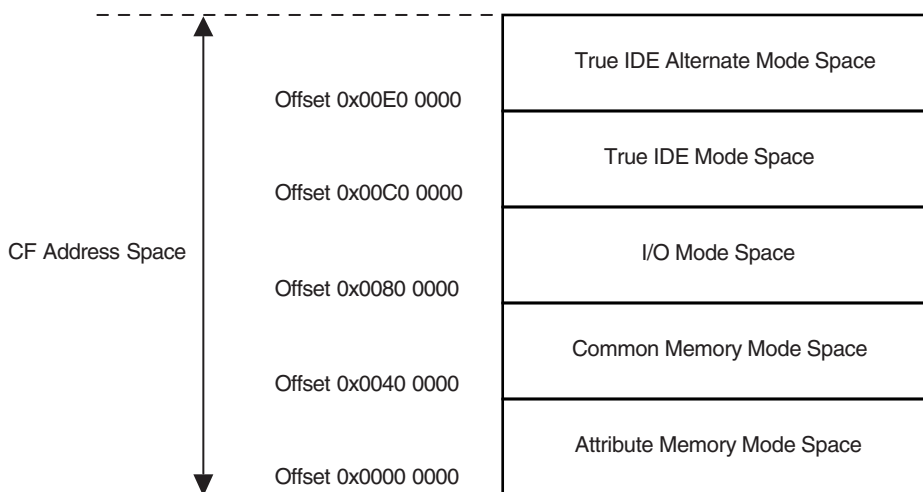 True IDE Alternate Mode Space
Offset 0x00E0 0000
True IDE Mode Space
Offset 0x00C0 0000
CF Address Space
I/O Mode Space
Offset 0x0080 0000
Common Memory Mode Space
Offset 0x0040 0000
Attribute Memory Mode Space
Offset 0x0000 0000